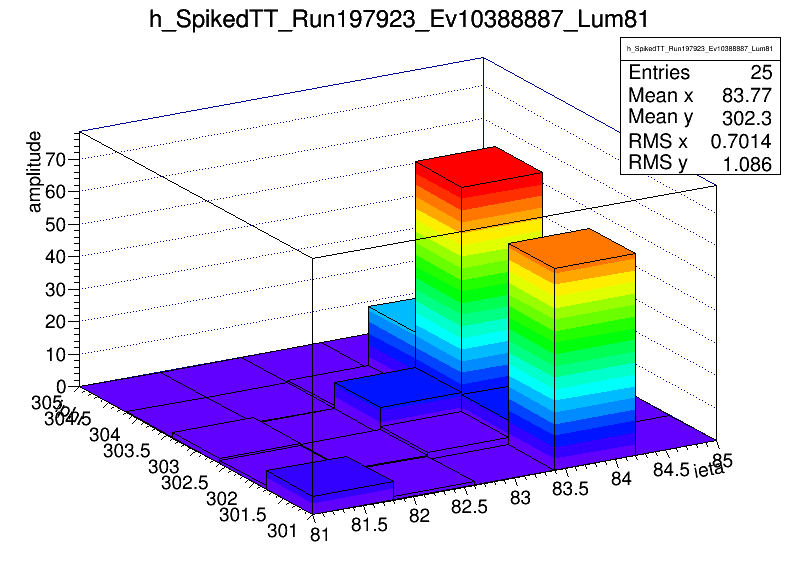 h_SpikedTT_Run197923_Ev10388887_Lum81
h_SpikedTT_Run197923_Ev10388887_Lum81
Entries 25
Mean x 83.77
Mean y 302.3
RMS x 0.7014
RMS y 1.086
amplitude
70
60
50
40
30
20
10
0
305
304.5
304
303.5
303
302.5
302
301.5
301
81
81.5
82
82.5
83
83.5
84
84.5
85
ieta